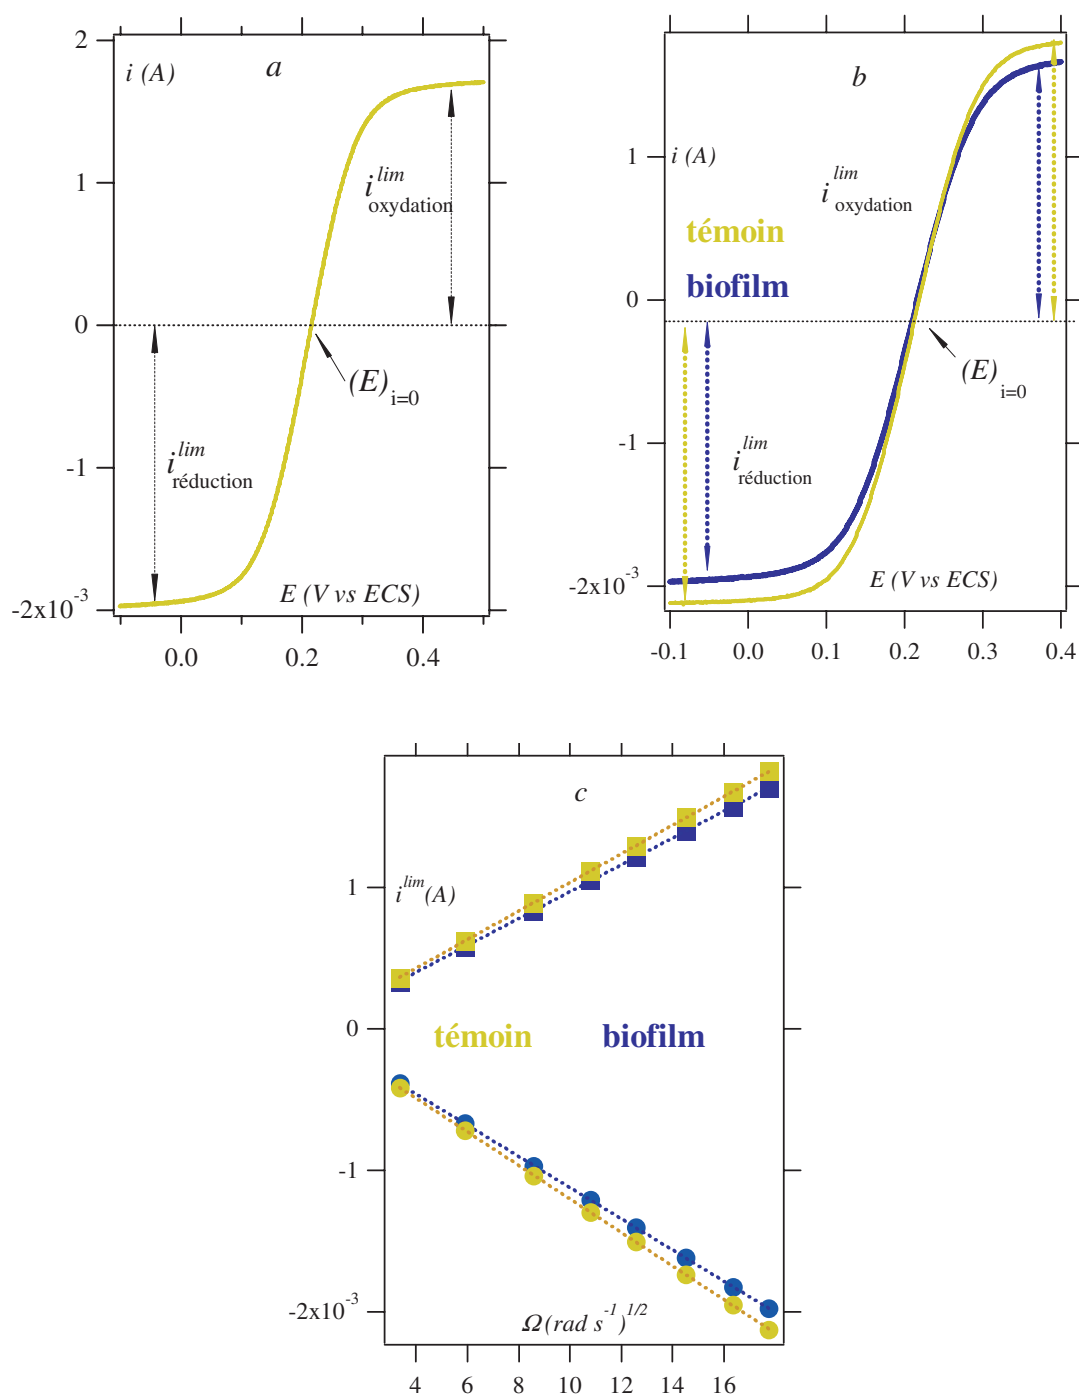 2
i (A)
a
i lim oxydation
1
0
(E) i=0
-1
i lim réduction
-2x10⁻³
E (V vs ECS)
0.0
0.2
0.4
b
1
i (A)
i lim oxydation
témoin
biofilm
0
(E) i=0
-1
i lim réduction
-2x10⁻³
E (V vs ECS)
-0.1
0.0
0.1
0.2
0.3
0.4
c
1
i lim (A)
0
témoin
biofilm
-1
-2x10⁻³
Ω(rad s⁻¹)^1/2
4
6
8
10
12
14
16